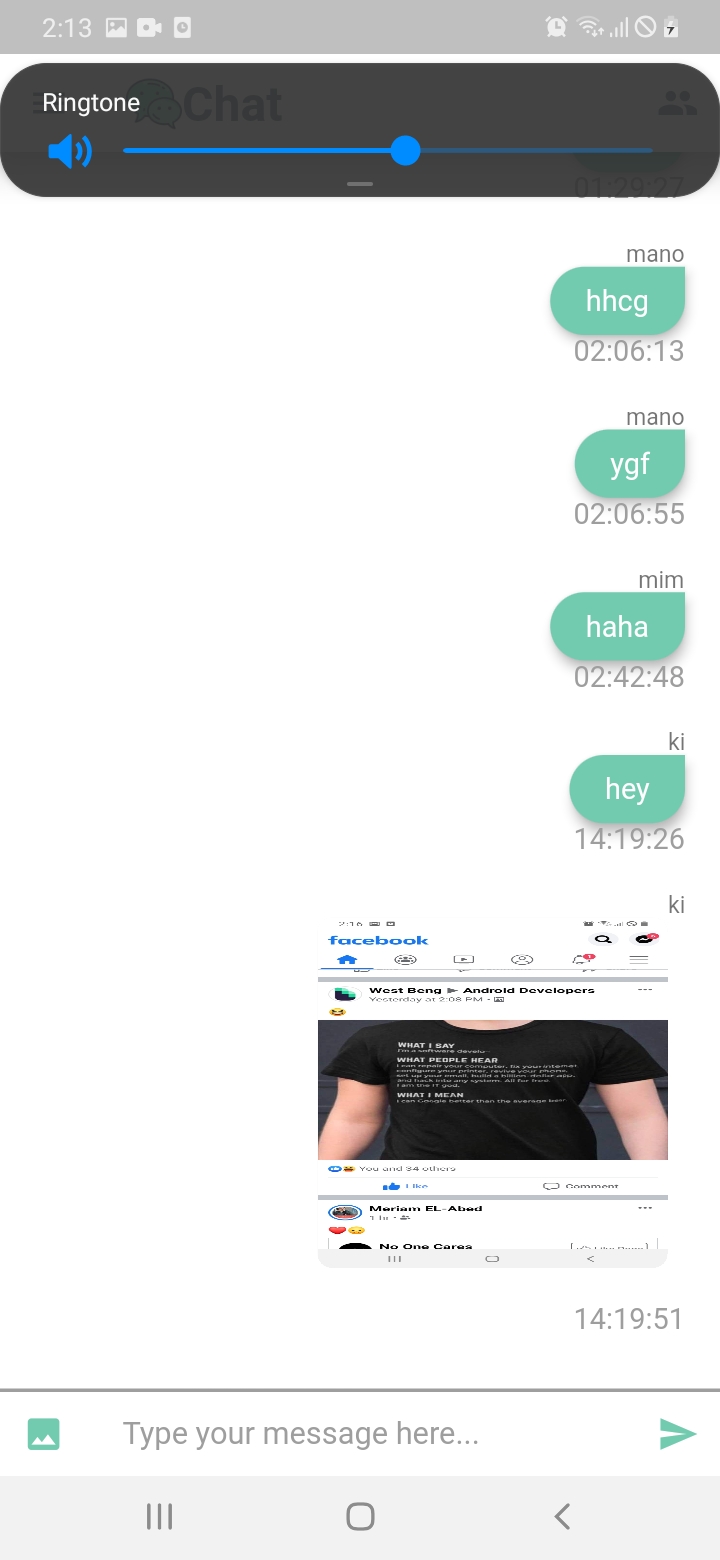 2:13
Ringtone
Chat
01:29:27
mano
hhcg
02:06:13
mano
ygf
02:06:55
mim
haha
02:42:48
ki
hey
14:19:26
ki
2:16
facebook
West Beng ▶ Android Developers
Yesterday at 2:08 PM
WHAT I SAY
I'm a software develo
WHAT PEOPLE HEAR
I can repair your computer, fix your internet
configure your printer, revive your phone,
set up your email, build a billion dollar app,
and hack into any system. All for free.
I am the IT god.
WHAT I MEAN
I can Google better than the average bear
You and 34 others
Like
Comment
Meriam EL-Abed
1 hr
No One Cares
14:19:51
Type your message here...